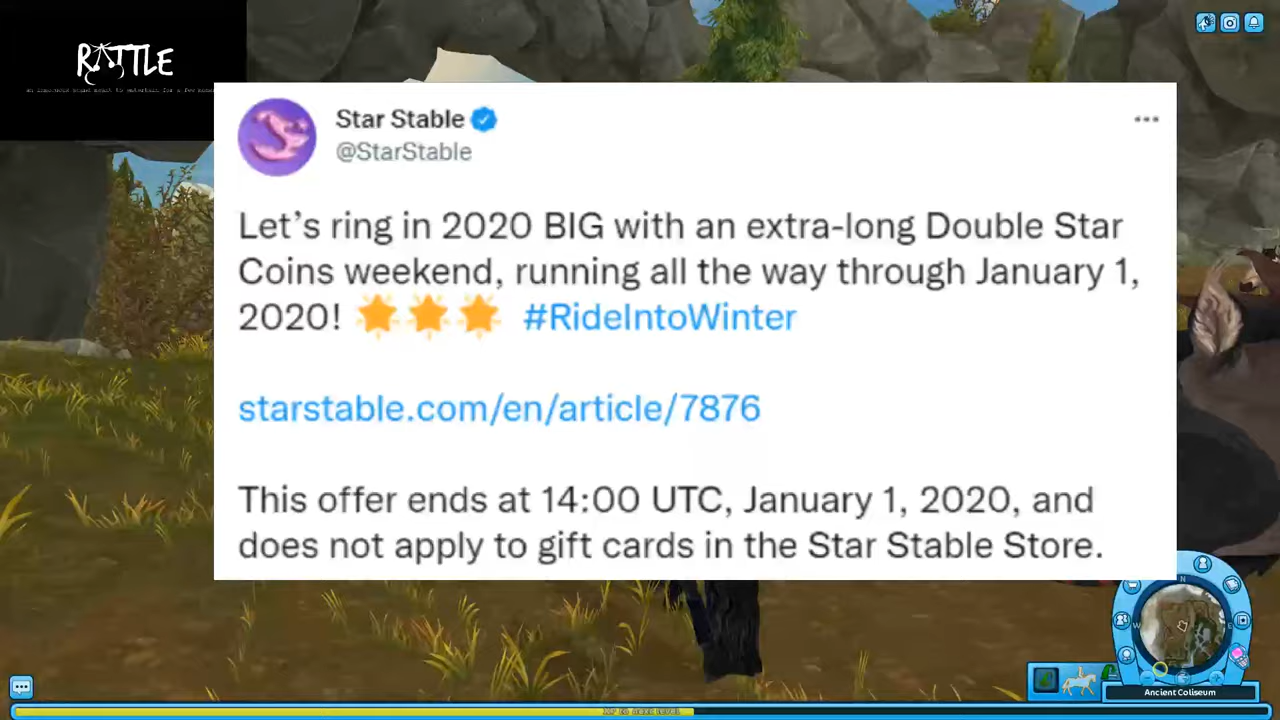 RATTLE
Star Stable
@StarStable
Let's ring in 2020 BIG with an extra-long Double Star
Coins weekend, running all the way through January 1,
2020! 🌟🌟🌟 #RideIntoWinter
starstable.com/en/article/7876
This offer ends at 14:00 UTC, January 1, 2020, and
does not apply to gift cards in the Star Stable Store.
N
W
E
Ancient Coliseum